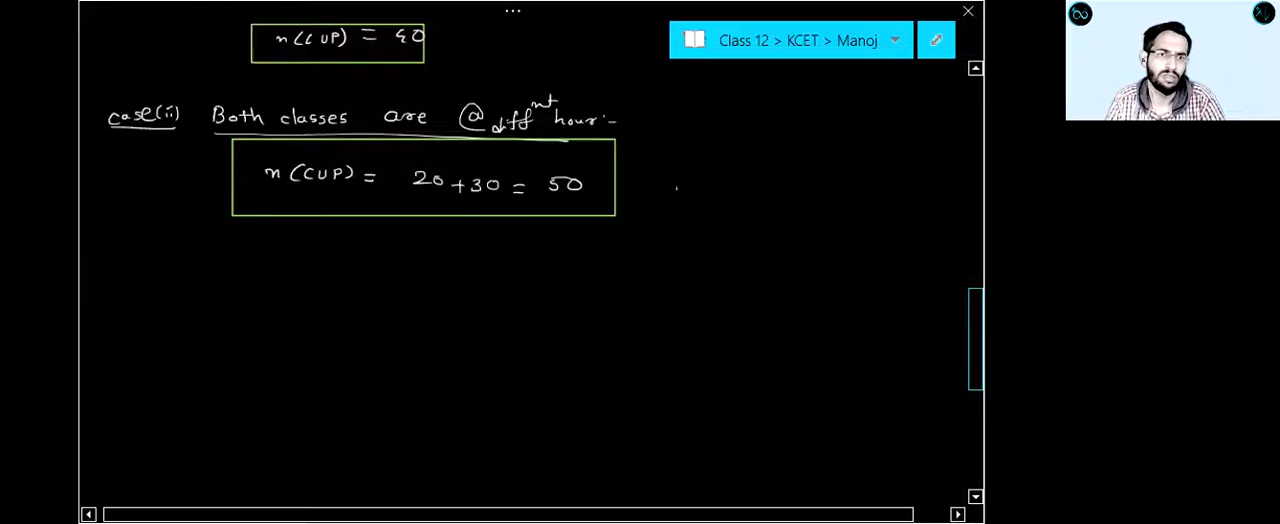 n(CUP) = 40
Class 12 > KCET > Manoj
case(ii) Both classes are @ diffnt hour:-
n(CUP) = 20+30 = 50